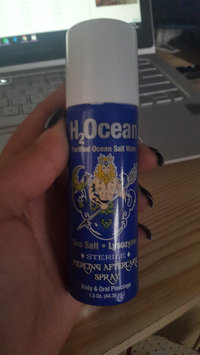 H2Ocean
Purified Ocean Salt Water
Sea Salt • Lysozyme
STERILE
PIERCING AFTERCARE
SPRAY
Body & Oral Piercings
1.5 Oz. (44.36 ml)